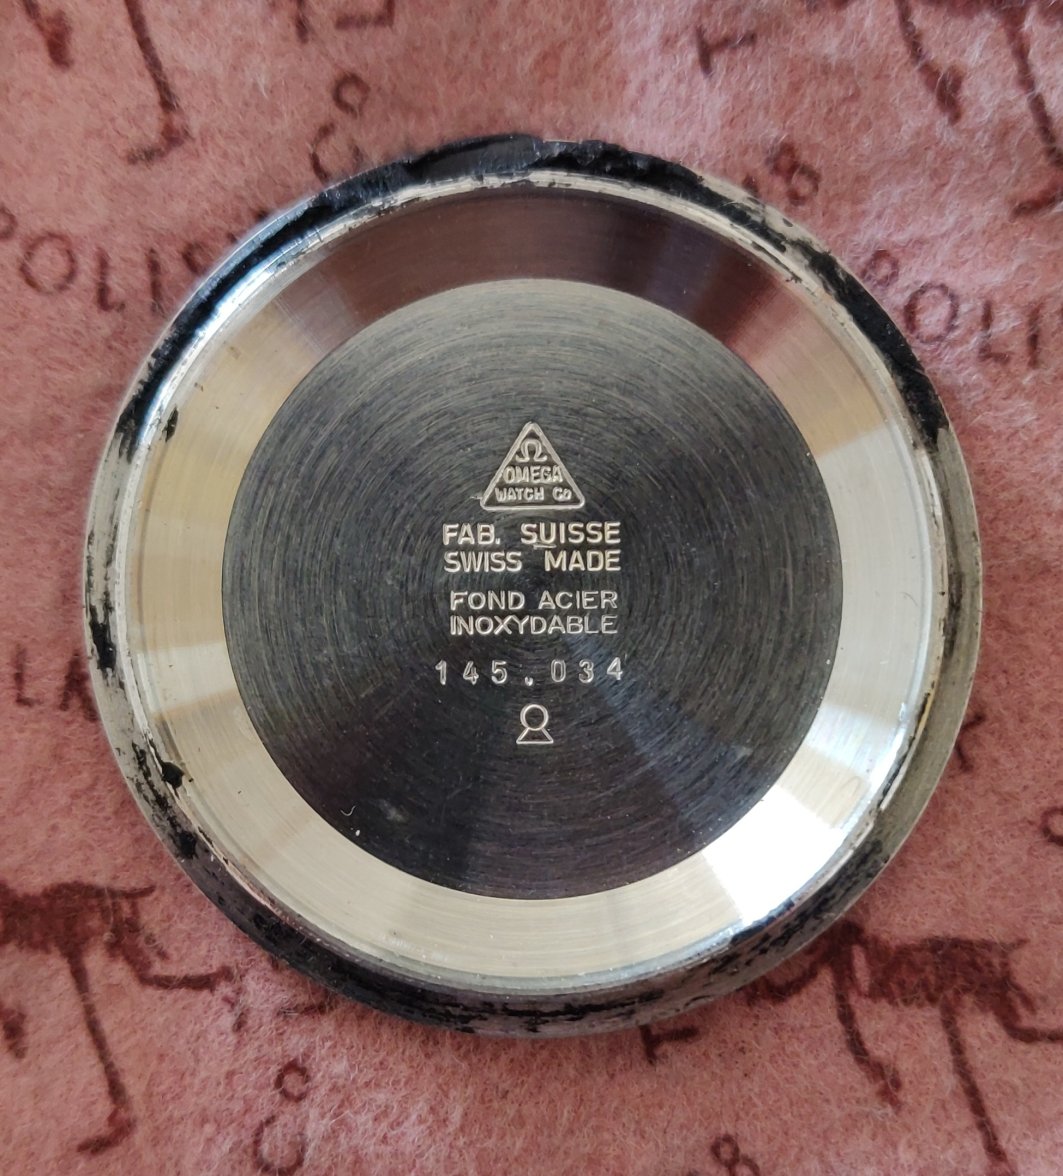 Ω
OMEGA
WATCH Co
FAB. SUISSE
SWISS MADE
FOND ACIER
INOXYDABLE
145.034